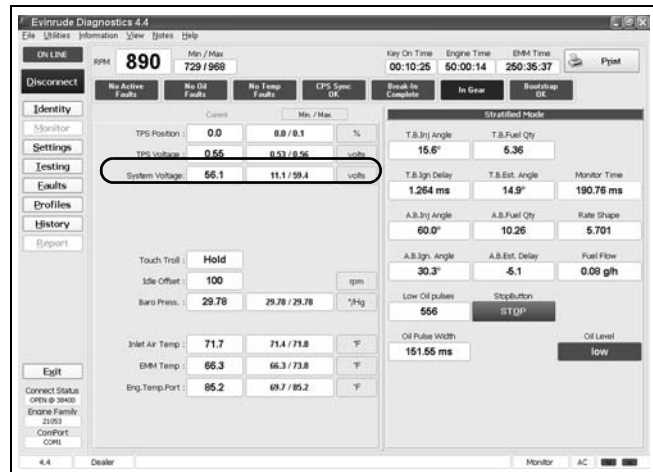 Evinrude Diagnostics 4.4
File Utilities Information View Notes Help
ON LINE
Disconnect
Identity
Monitor
Settings
Testing
Faults
Profiles
History
Report
Exit
Connect Status
OPEN @ 38400
Engine Family
21053
ComPort
COM1
RPM 890
Min / Max
729 / 968
Key On Time Engine Time EMM Time
00:10:25 50:00:14 250:35:37
Print
No Active Faults
No Oil Faults
No Temp Faults
CPS Sync OK
Break-In Complete
In Gear
Bootstrap OK
Current Min. / Max
TPS Position : 0.0 0.0 / 0.1 %
TPS Voltage : 0.55 0.53 / 0.56 volts
System Voltage: 56.1 11.1 / 59.4 volts
Touch Troll : Hold
Idle Offset : 100 rpm
Baro Press. : 29.78 29.78 / 29.78 "/Hg
Inlet Air Temp : 71.7 71.4 / 71.8 °F
EMM Temp : 66.3 66.3 / 73.8 °F
Eng.Temp.Port : 85.2 69.7 / 85.2 °F
Stratified Mode
T.B.Inj Angle T.B.Fuel Qty
15.6° 5.36
T.B.Ign Delay T.B.Est. Angle Monitor Time
1.264 ms 14.9° 190.76 ms
A.B.Inj Angle A.B.Fuel Qty Rate Shape
60.0° 10.26 5.701
A.B.Ign. Angle A.B.Est. Delay Fuel Flow
30.3° -5.1 0.08 g/h
Low Oil pulses StopButton
556 STOP
Oil Pulse Width Oil Level
151.55 ms low
4.4 Dealer Monitor AC